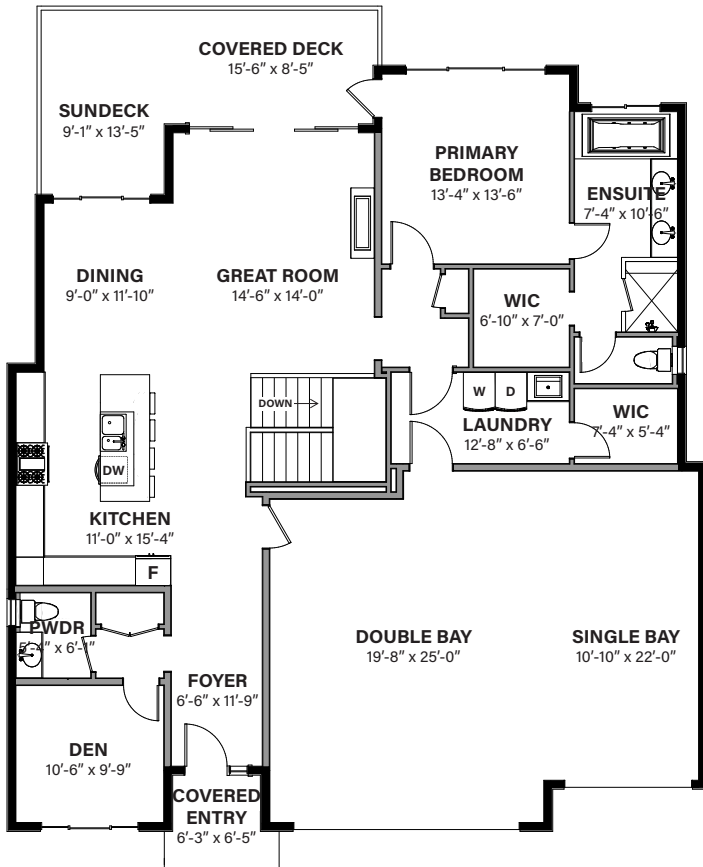 COVERED DECK
15'-6" x 8'-5"
SUNDECK
9'-1" x 13'-5"
PRIMARY
BEDROOM
13'-4" x 13'-6"
ENSUITE
7'-4" x 10'-6"
DINING
9'-0" x 11'-10"
GREAT ROOM
14'-6" x 14'-0"
WIC
6'-10" x 7'-0"
DOWN
W
D
LAUNDRY
12'-8" x 6'-6"
WIC
7'-4" x 5'-4"
DW
KITCHEN
11'-0" x 15'-4"
F
PWDR
5'-4" x 6'-1"
DOUBLE BAY
19'-8" x 25'-0"
SINGLE BAY
10'-10" x 22'-0"
FOYER
6'-6" x 11'-9"
DEN
10'-6" x 9'-9"
COVERED
ENTRY
6'-3" x 6'-5"